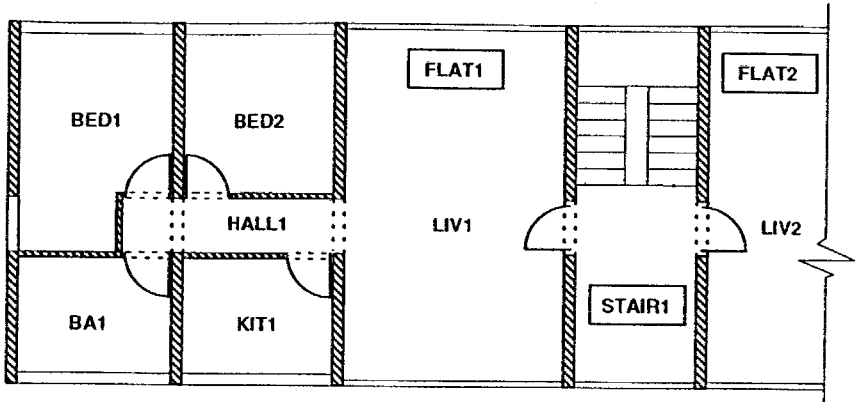 FLAT1
FLAT2
BED1
BED2
HALL1
LIV1
LIV2
STAIR1
BA1
KIT1